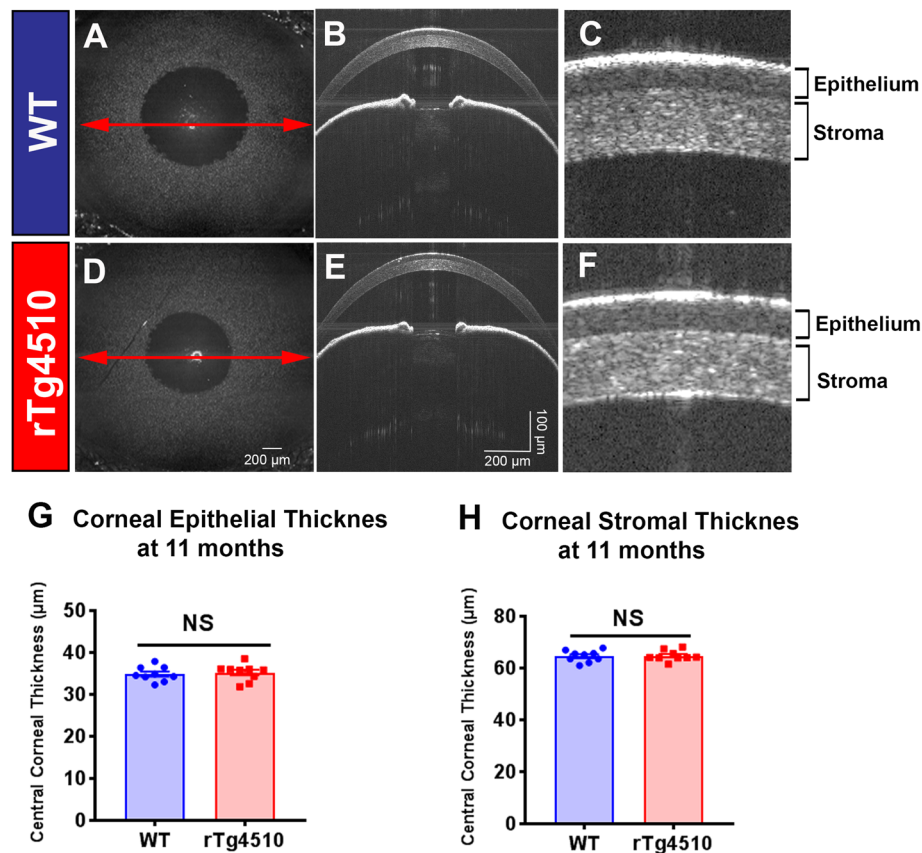 WT
A
B
C
Epithelium
Stroma
rTg4510
D
E
F
Epithelium
Stroma
200 µm
100 µm
200 µm
G Corneal Epithelial Thicknes
at 11 months
Central Corneal Thickness (µm)
50
40
30
20
10
0
NS
WT rTg4510
H Corneal Stromal Thicknes
at 11 months
Central Corneal Thickness (µm)
80
60
40
20
0
NS
WT rTg4510